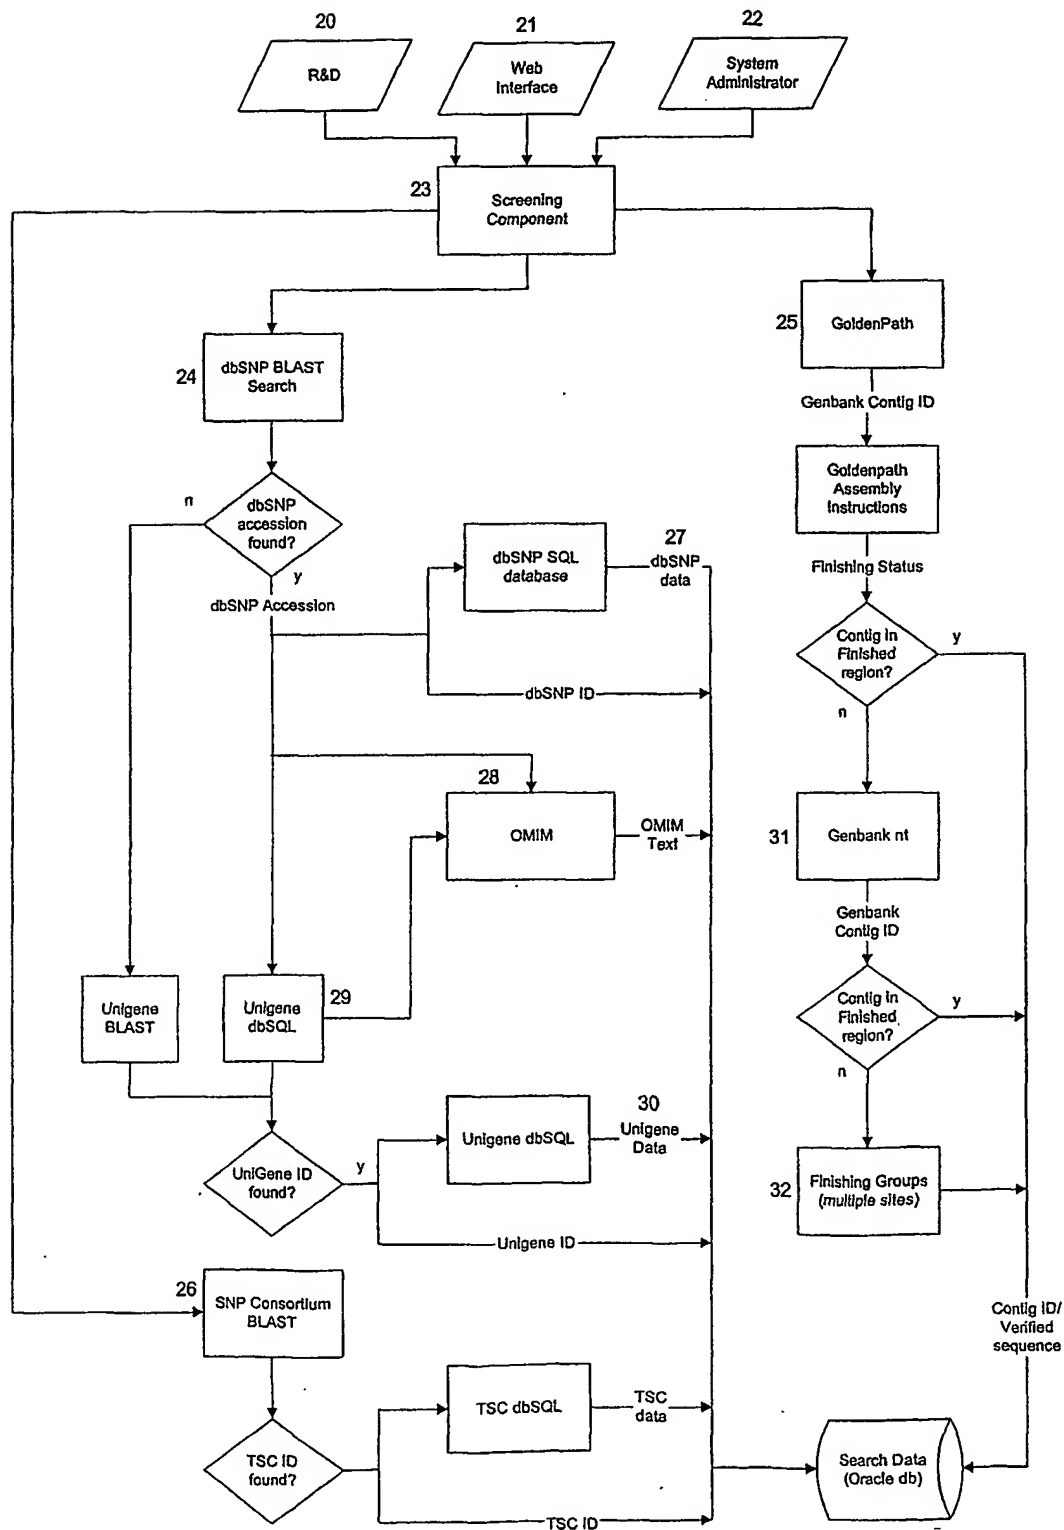 20
21
22
R&D
Web
Interface
System
Administrator
23
Screening
Component
24
dbSNP BLAST
Search
25
GoldenPath
Genbank Contig ID
n
dbSNP
accession
found?
y
dbSNP Accession
Goldenpath
Assembly
Instructions
dbSNP SQL
database
27
dbSNP
data
Finishing Status
Contig in
Finished
region?
y
n
dbSNP ID
28
OMIM
OMIM
Text
31
Genbank nt
Genbank
Contig ID
Unigene
BLAST
Unigene
dbSQL
29
Contig in
Finished
region?
y
n
Unigene dbSQL
30
Unigene
Data
UniGene ID
found?
y
32
Finishing Groups
(multiple sites)
Unigene ID
26
SNP Consortium
BLAST
Contig ID/
Verified
sequence
TSC dbSQL
TSC
data
TSC ID
found?
Search Data
(Oracle db)
TSC ID